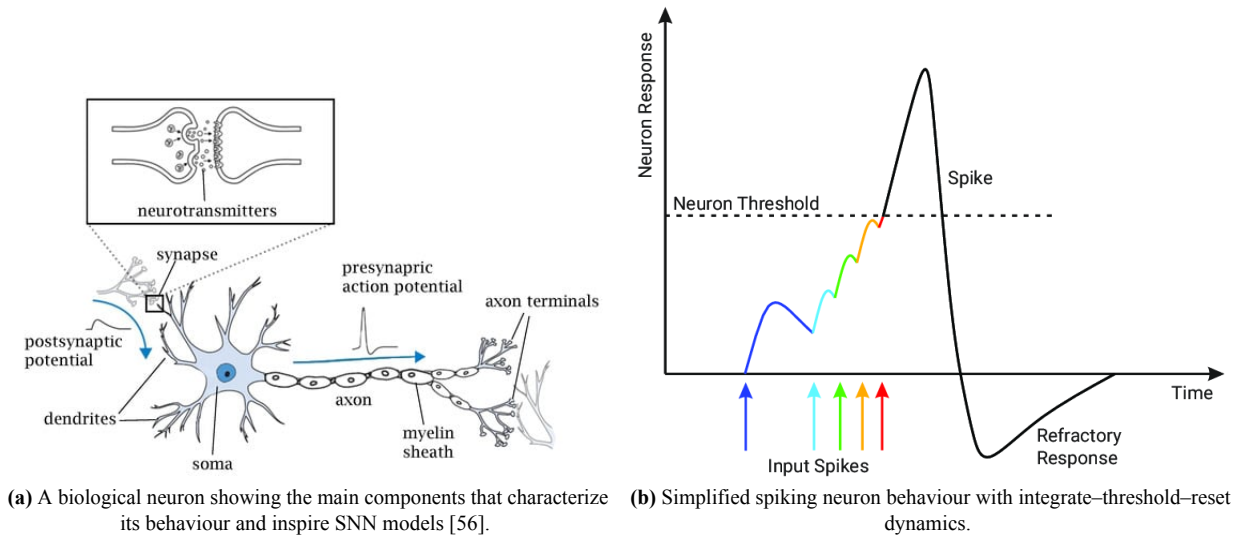 neurotransmitters
synapse
presynapric
action potential
axon terminals
postsynaptic
potential
dendrites
axon
myelin
sheath
soma
(a) A biological neuron showing the main components that characterize
its behaviour and inspire SNN models [56].
Neuron Response
Neuron Threshold
Spike
Time
Input Spikes
Refractory
Response
(b) Simplified spiking neuron behaviour with integrate–threshold–reset
dynamics.